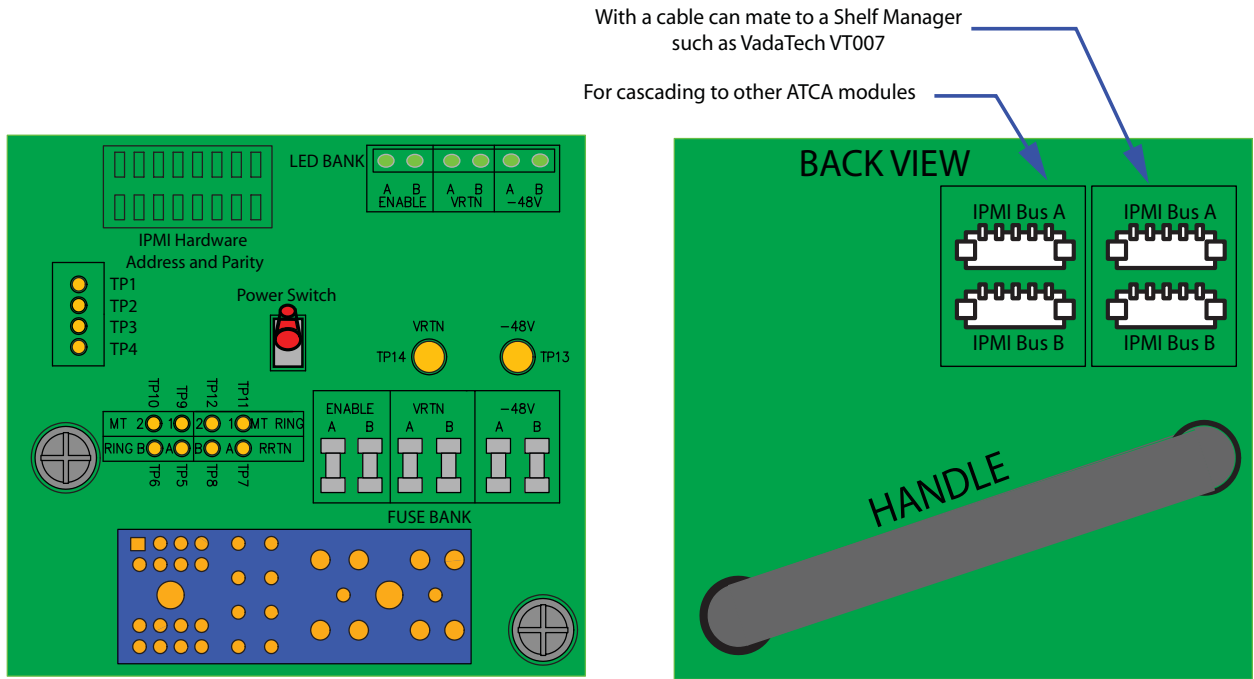 With a cable can mate to a Shelf Manager
such as VadaTech VT007
For cascading to other ATCA modules
LED BANK
A B A B A B
ENABLE VRTN -48V
IPMI Hardware
Address and Parity
TP1
TP2
TP3
TP4
Power Switch
VRTN -48V
TP14 TP13
TP10 TP9 TP12 TP11
MT 2 1 2 1 MT RING
RING B A B A RRTN
TP6 TP5 TP8 TP7
ENABLE VRTN -48V
A B A B A B
FUSE BANK
BACK VIEW
IPMI Bus A IPMI Bus A
IPMI Bus B IPMI Bus B
HANDLE